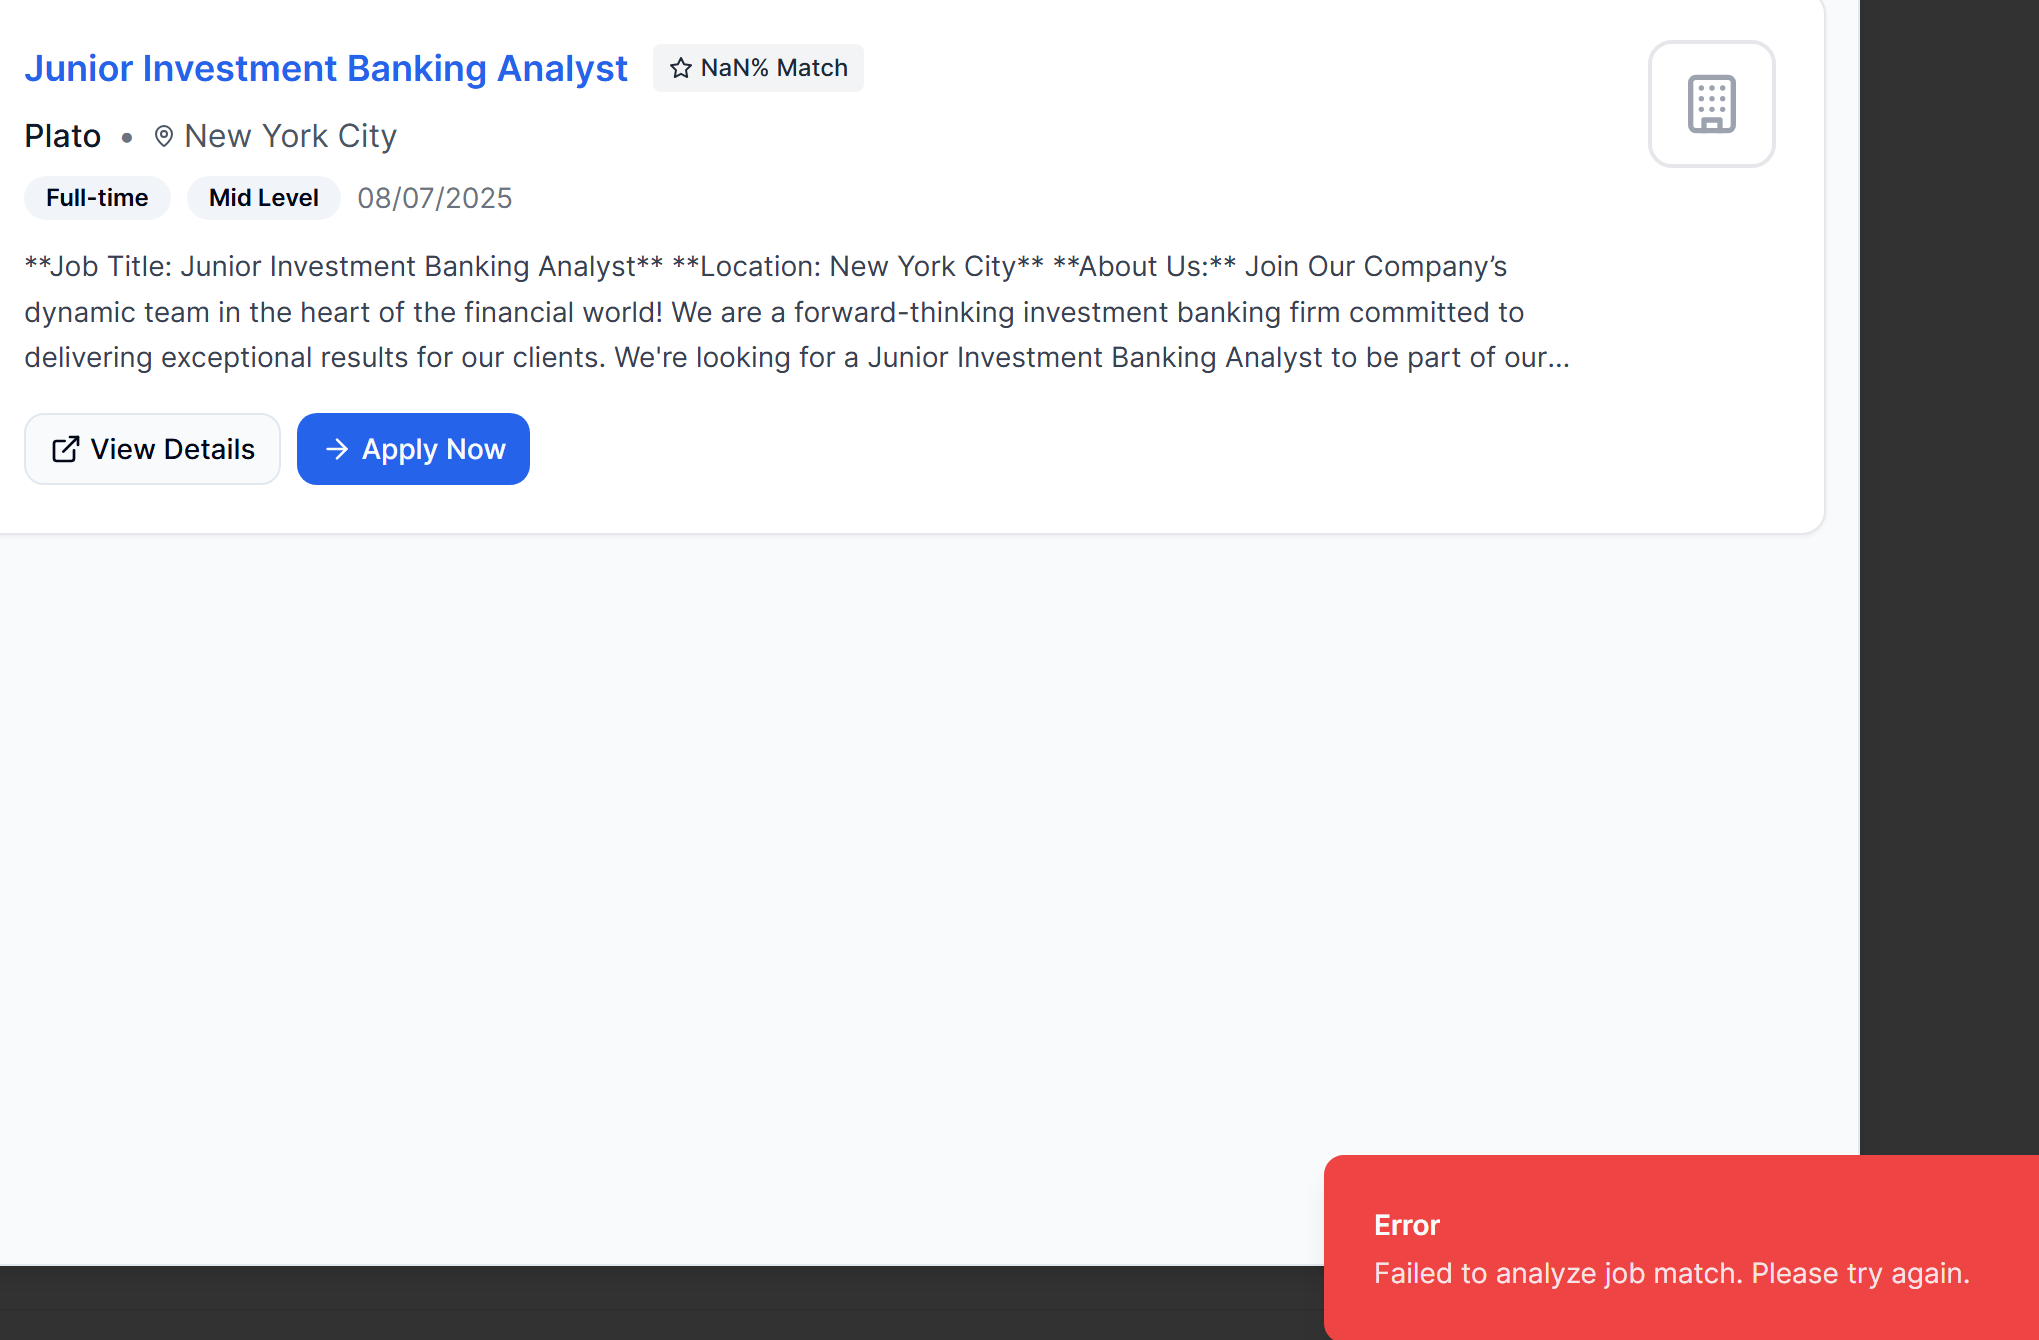 Junior Investment Banking Analyst
NaN% Match
Plato • New York City
Full-time Mid Level 08/07/2025
**Job Title: Junior Investment Banking Analyst** **Location: New York City** **About Us:** Join Our Company’s
dynamic team in the heart of the financial world! We are a forward-thinking investment banking firm committed to
delivering exceptional results for our clients. We're looking for a Junior Investment Banking Analyst to be part of our...
View Details
Apply Now
Error
Failed to analyze job match. Please try again.